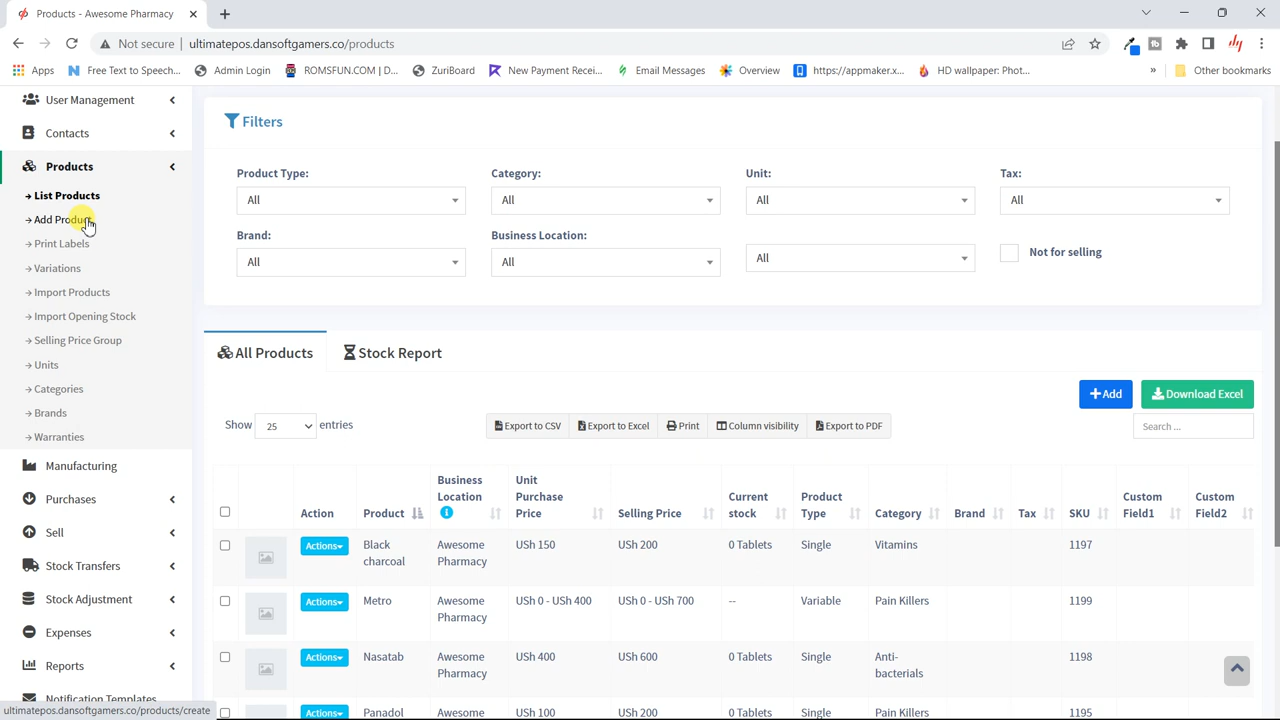 Products - Awesome Pharmacy
Not secure | ultimatepos.dansoftgamers.co/products
Apps Free Text to Speech... Admin Login ROMSFUN.COM | D... ZuriBoard New Payment Recei... Email Messages Overview https://appmaker.x... HD wallpaper: Phot... » Other bookmarks
User Management
Contacts
Products
List Products
Add Product
Print Labels
Variations
Import Products
Import Opening Stock
Selling Price Group
Units
Categories
Brands
Warranties
Manufacturing
Purchases
Sell
Stock Transfers
Stock Adjustment
Expenses
Reports
Notification Templates
ultimatepos.dansoftgamers.co/products/create
Filters
Product Type: Category: Unit: Tax:
All All All All
Brand: Business Location:
All All All Not for selling
All Products Stock Report
+Add Download Excel
Show 25 entries Export to CSV Export to Excel Print Column visibility Export to PDF Search ...
Action Product Business Location Unit Purchase Price Selling Price Current stock Product Type Category Brand Tax SKU Custom Field1 Custom Field2
Actions Black charcoal Awesome Pharmacy USh 150 USh 200 0 Tablets Single Vitamins 1197
Actions Metro Awesome Pharmacy USh 0 - USh 400 USh 0 - USh 700 -- Variable Pain Killers 1199
Actions Nasatab Awesome Pharmacy USh 400 USh 600 0 Tablets Single Anti-bacterials 1198
Actions Panadol Awesome USh 100 USh 200 0 Tablets Single Pain Killers 1195